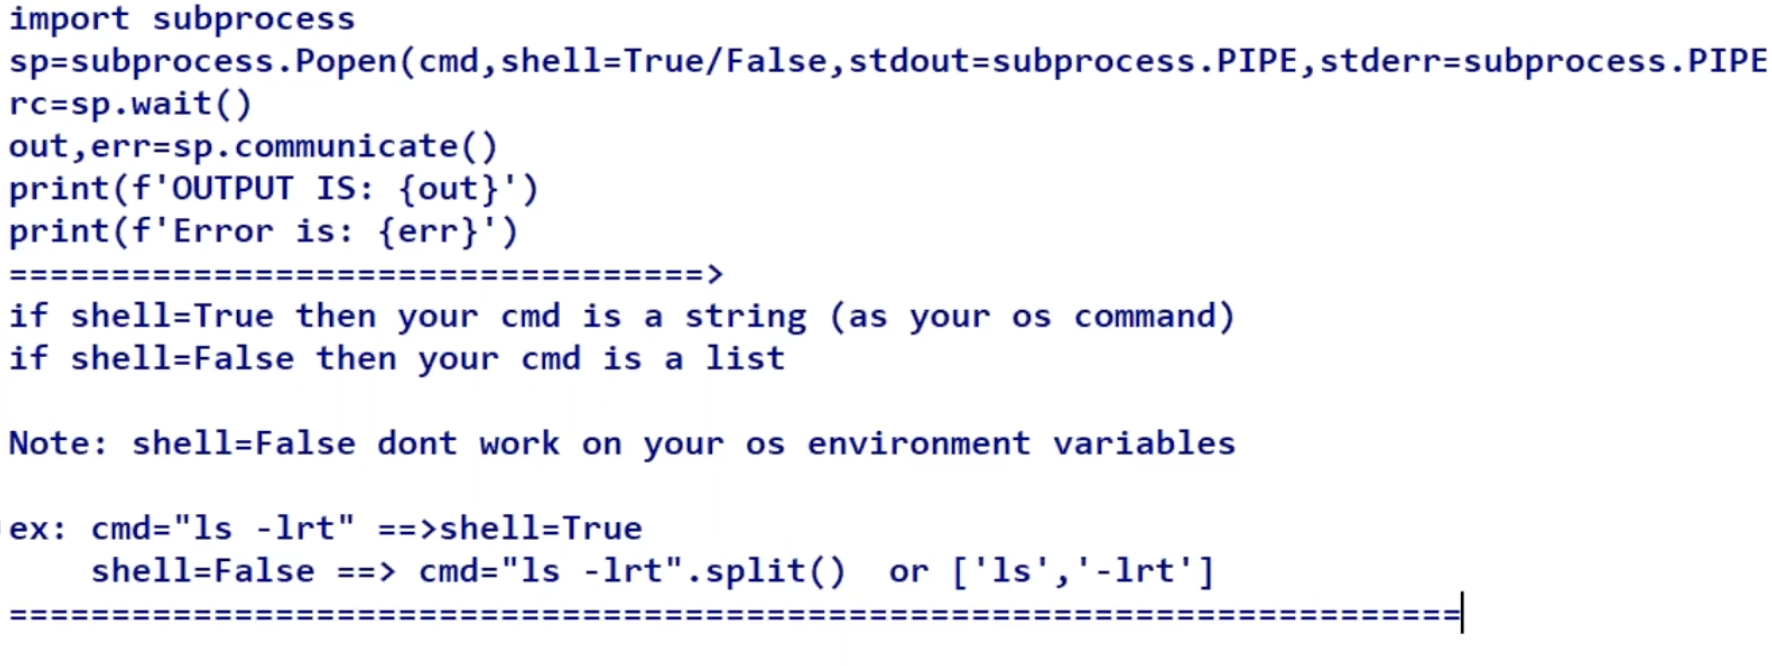 import subprocess
sp=subprocess.Popen(cmd,shell=True/False,stdout=subprocess.PIPE,stderr=subprocess.PIPE
rc=sp.wait()
out,err=sp.communicate()
print(f'OUTPUT IS: {out}')
print(f'Error is: {err}')
==================================>
if shell=True then your cmd is a string (as your os command)
if shell=False then your cmd is a list
Note: shell=False dont work on your os environment variables
ex: cmd="ls -lrt" ==>shell=True
shell=False ==> cmd="ls -lrt".split()  or ['ls','-lrt']
=======================================================================